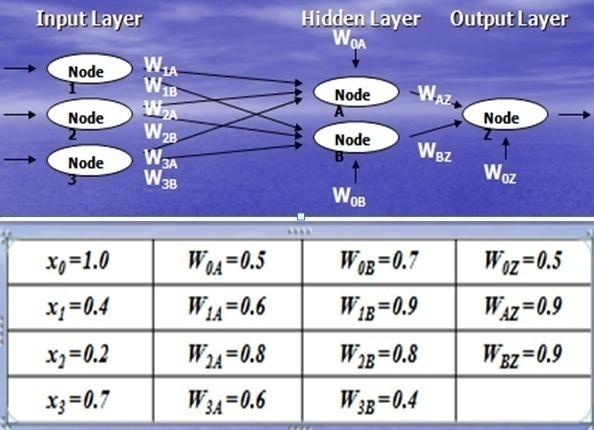 Input Layer Hidden Layer Output Layer
W0A
Node 1 W1A
W1B
Node A WAZ
Node 2 W2A
W2B
Node Z
Node B WBZ
Node 3 W3A
W3B
W0Z
W0B
x0=1.0 W0A=0.5 W0B=0.7 W0Z=0.5
x1=0.4 W1A=0.6 W1B=0.9 WAZ=0.9
x2=0.2 W2A=0.8 W2B=0.8 WBZ=0.9
x3=0.7 W3A=0.6 W3B=0.4